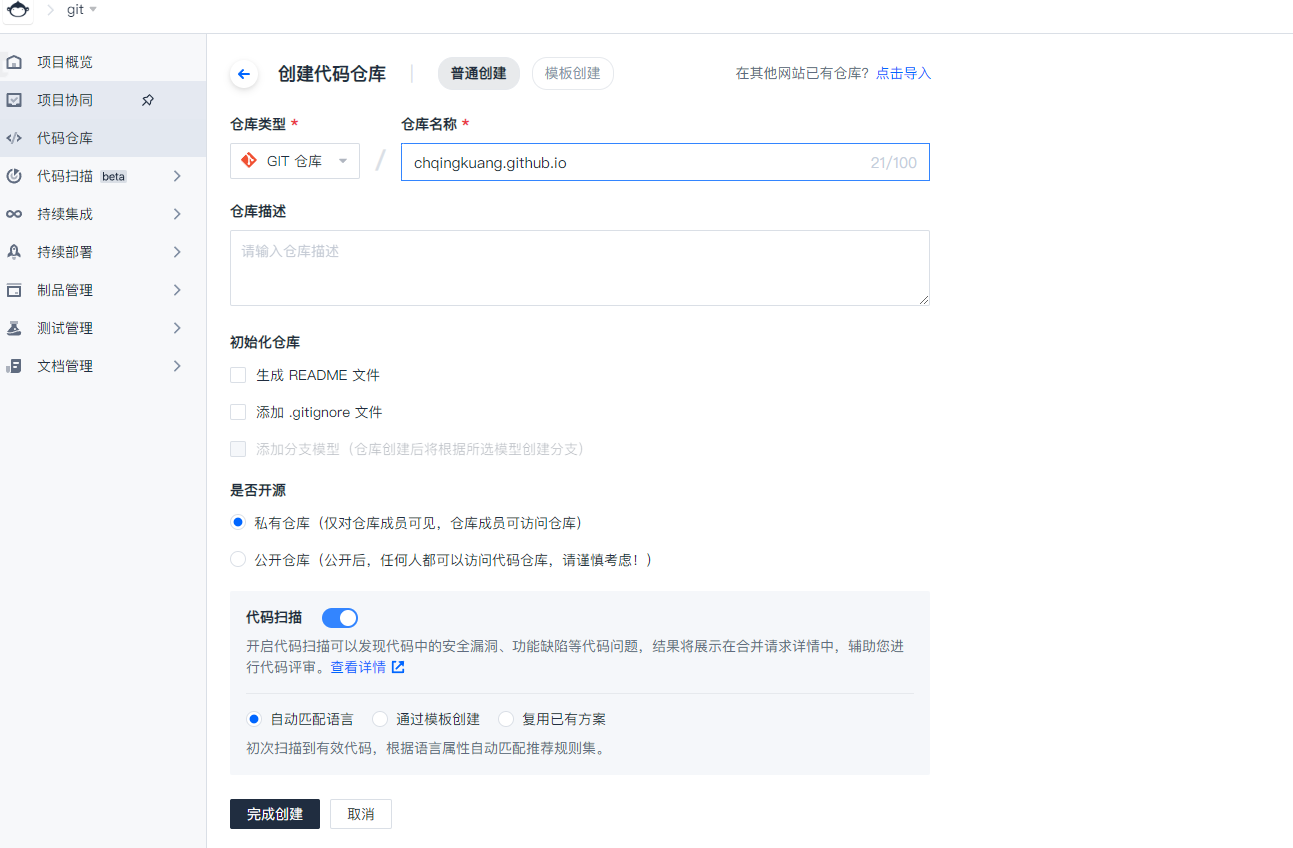 git
项目概览
项目协同
代码仓库
代码扫描 beta
持续集成
持续部署
制品管理
测试管理
文档管理
创建代码仓库 普通创建 模板创建 在其他网站已有仓库？点击导入
仓库类型 * 仓库名称 *
GIT 仓库 / chqingkuang.github.io 21/100
仓库描述
请输入仓库描述
初始化仓库
生成 README 文件
添加 .gitignore 文件
添加分支模型（仓库创建后将根据所选模型创建分支）
是否开源
私有仓库（仅对仓库成员可见，仓库成员可访问仓库）
公开仓库（公开后，任何人都可以访问代码仓库，请谨慎考虑！）
代码扫描
开启代码扫描可以发现代码中的安全漏洞、功能缺陷等代码问题，结果将展示在合并请求详情中，辅助您进
行代码评审。查看详情
自动匹配语言 通过模板创建 复用已有方案
初次扫描到有效代码，根据语言属性自动匹配推荐规则集。
完成创建 取消